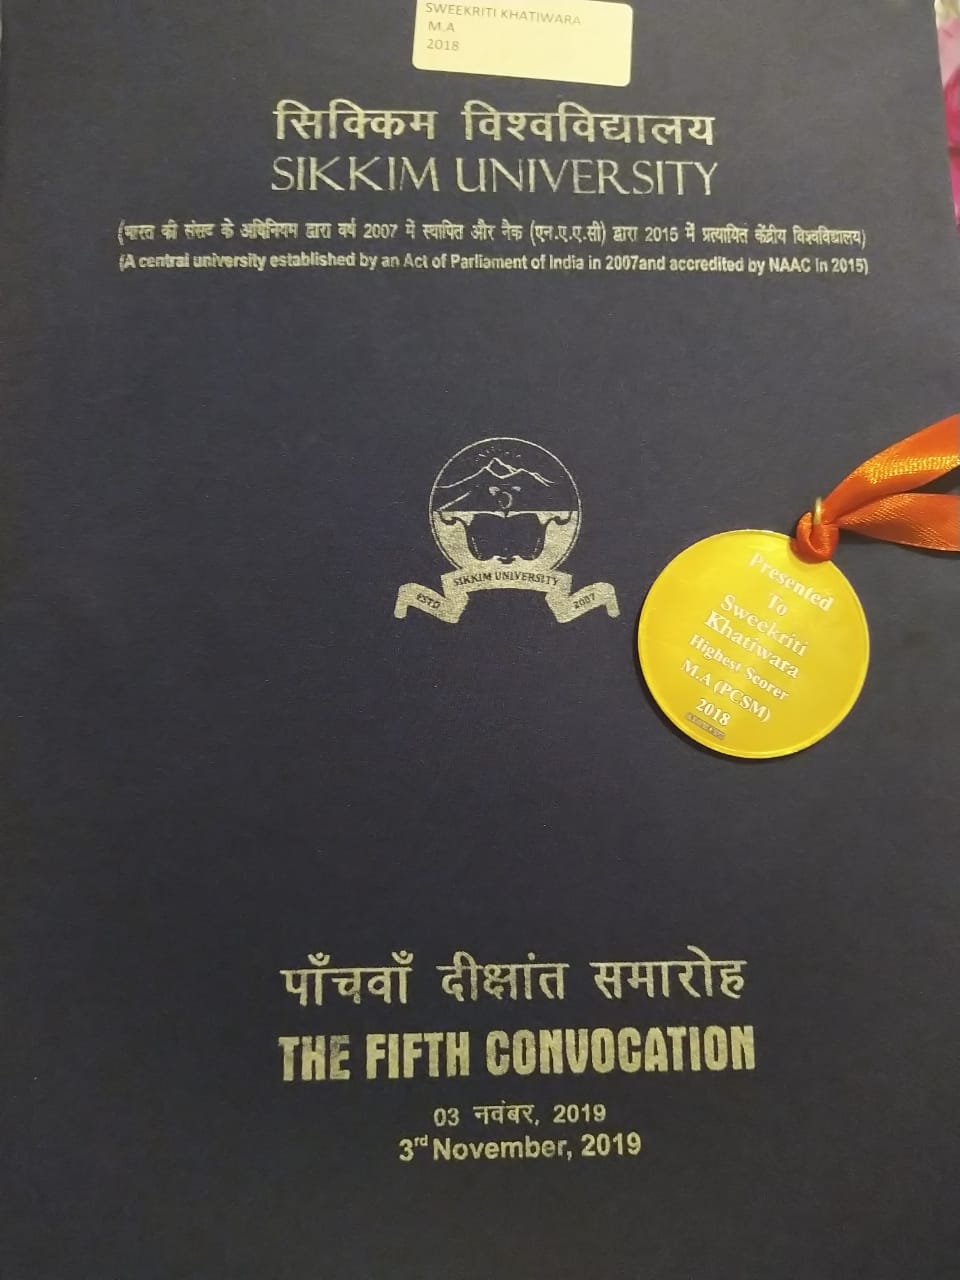 SWEEKRITI KHATIWARA
M.A
2018
सिक्किम विश्वविद्यालय
SIKKIM UNIVERSITY
(भारत की संसद के अधिनियम द्वारा वर्ष 2007 में स्थापित और नैक (एन.ए.ए.सी) द्वारा 2015 में प्रत्यायित केंद्रीय विश्वविद्यालय)
(A central university established by an Act of Parliament of India in 2007and accredited by NAAC in 2015)
SIKKIM UNIVERSITY
ESTD 2007
Presented
To
Sweekriti
Khatiwara
Highest Scorer
M.A (PCSM)
2018
पाँचवाँ दीक्षांत समारोह
THE FIFTH CONVOCATION
03 नवंबर, 2019
3rd November, 2019